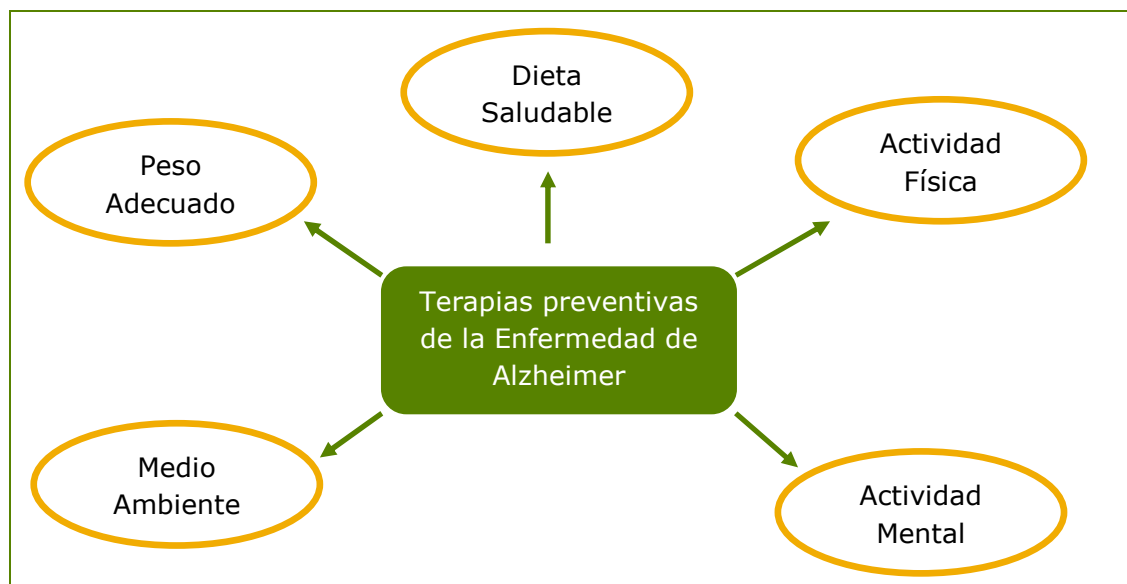 Dieta
Saludable
Peso
Adecuado
Actividad
Física
Terapias preventivas
de la Enfermedad de
Alzheimer
Medio
Ambiente
Actividad
Mental